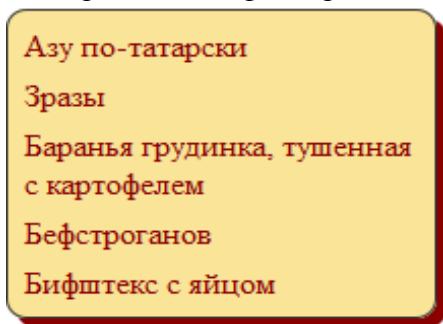 Азу по-татарски
Зразы
Баранья грудинка, тушенная
с картофелем
Бефстроганов
Бифштекс с яйцом